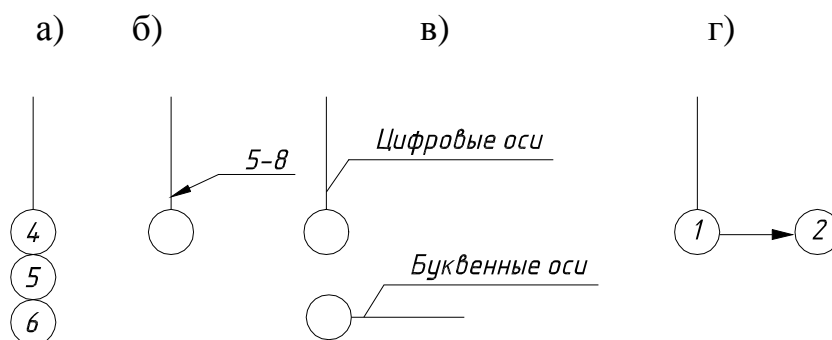 а) б) в) г)
Цифровые оси
5-8
4
1
2
5
Буквенные оси
6